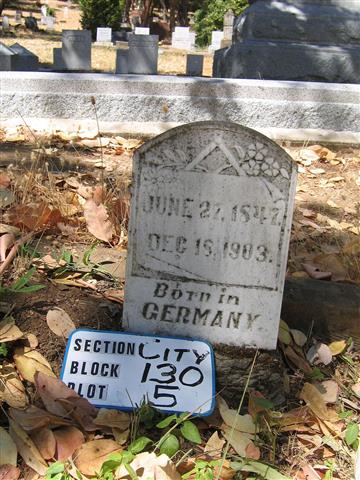 JUNE 27, 1847.
DEC 16, 1903.
Born in
GERMANY.
SECTION CITY
BLOCK 130
PLOT 5